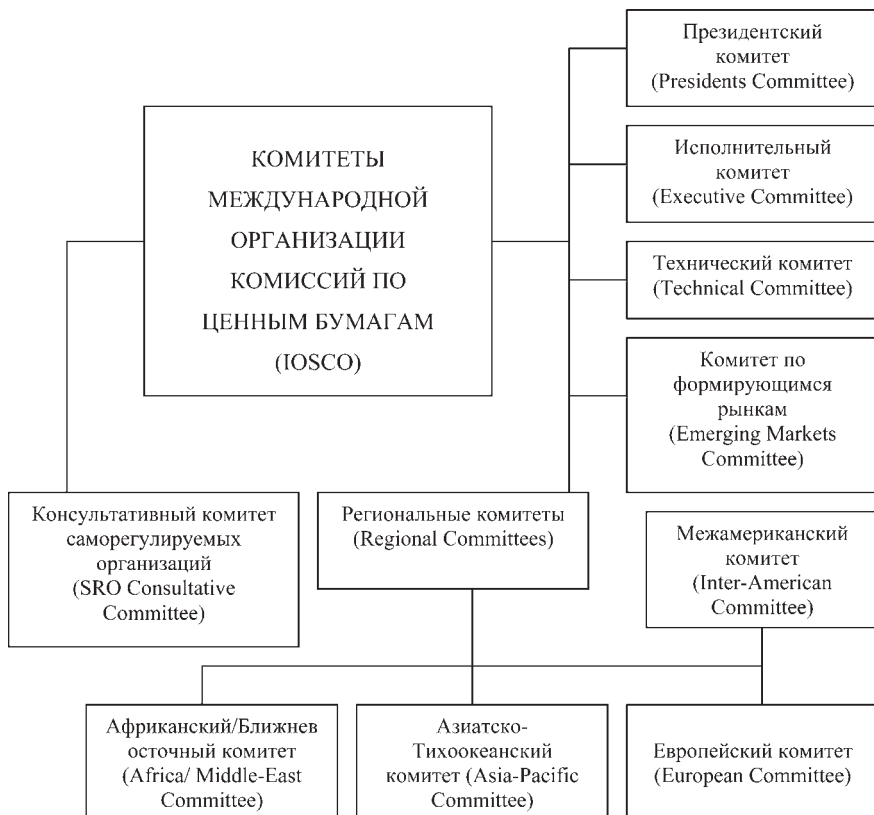 Президентский
комитет
(Presidents Committee)
КОМИТЕТЫ
МЕЖДУНАРОДНОЙ
ОРГАНИЗАЦИИ
КОМИССИЙ ПО
ЦЕННЫМ БУМАГАМ
(IOSCO)
Исполнительный
комитет
(Executive Committee)
Технический комитет
(Technical Committee)
Комитет по
формирующимся
рынкам
(Emerging Markets
Committee)
Консультативный комитет
саморегулируемых
организаций
(SRO Consultative
Committee)
Региональные комитеты
(Regional Committees)
Межамериканский
комитет
(Inter-American
Committee)
Африканский/Ближнев
осточный комитет
(Africa/ Middle-East
Committee)
Азиатско-
Тихоокеанский
комитет (Asia-Pacific
Committee)
Европейский комитет
(European Committee)